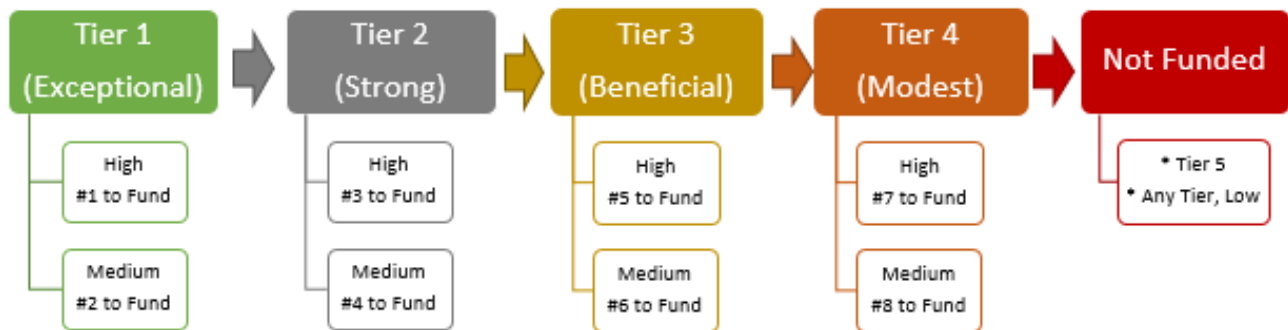 Tier 1
(Exceptional)
High
#1 to Fund
Medium
#2 to Fund
Tier 2
(Strong)
High
#3 to Fund
Medium
#4 to Fund
Tier 3
(Beneficial)
High
#5 to Fund
Medium
#6 to Fund
Tier 4
(Modest)
High
#7 to Fund
Medium
#8 to Fund
Not Funded
* Tier 5
* Any Tier, Low